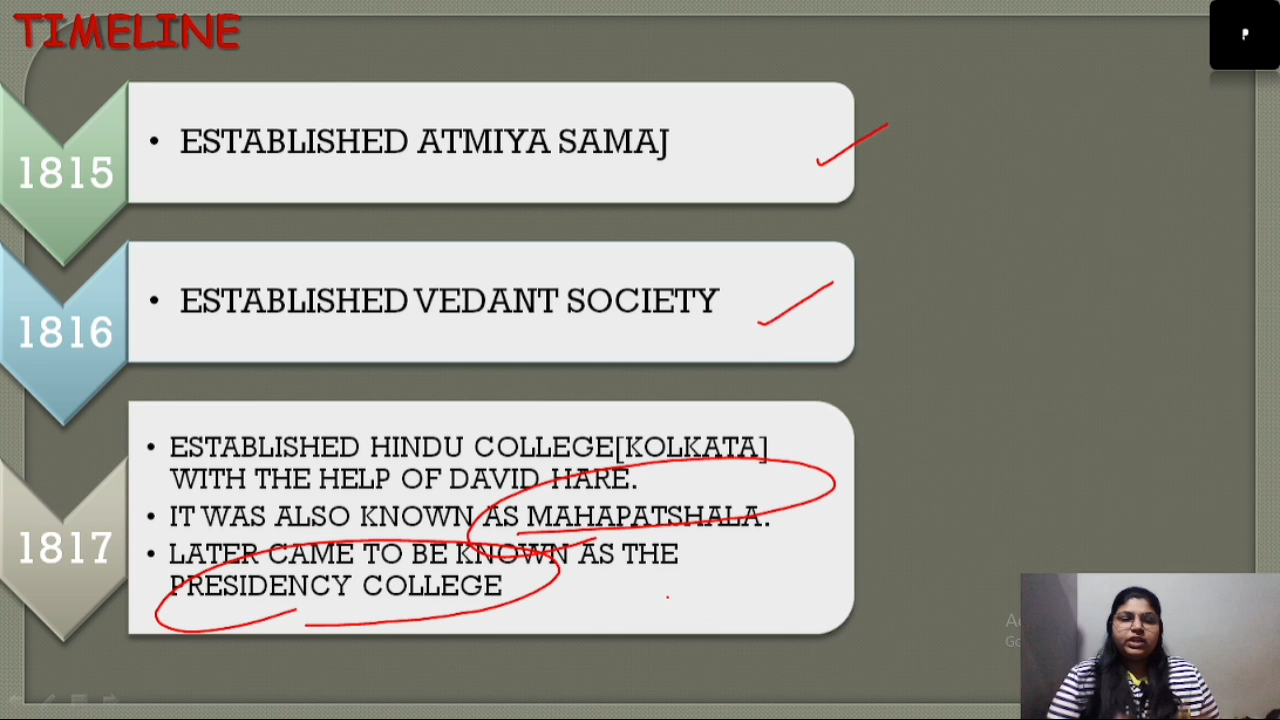 TIMELINE
P
1815
• ESTABLISHED ATMIYA SAMAJ
1816
• ESTABLISHED VEDANT SOCIETY
1817
• ESTABLISHED HINDU COLLEGE[KOLKATA]
WITH THE HELP OF DAVID HARE.
• IT WAS ALSO KNOWN AS MAHAPATSHALA.
• LATER CAME TO BE KNOWN AS THE
PRESIDENCY COLLEGE